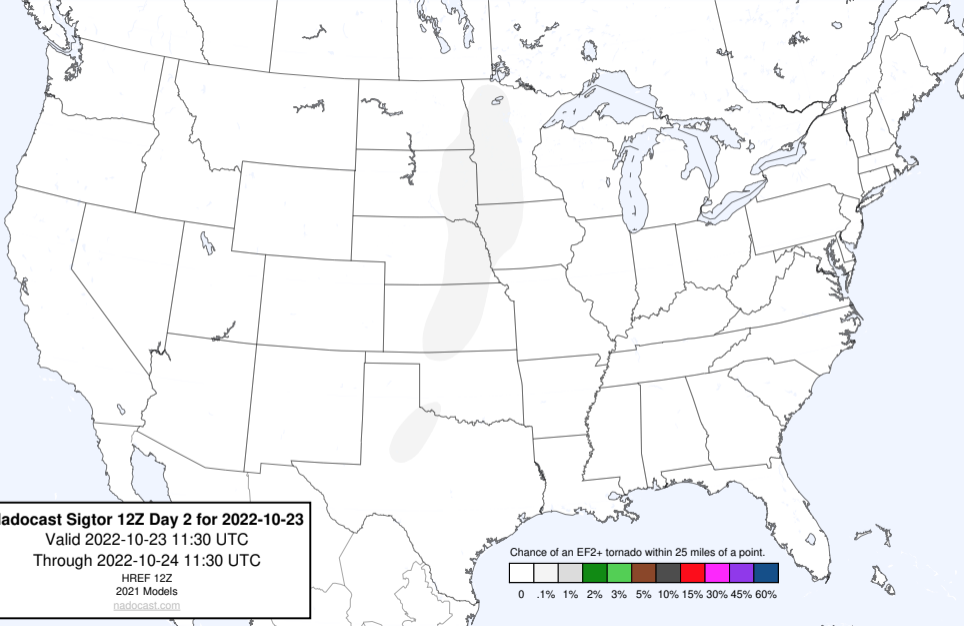 adocast Sigtor 12Z Day 2 for 2022-10-23
Valid 2022-10-23 11:30 UTC
Through 2022-10-24 11:30 UTC
HREF 12Z
2021 Models
nadocast.com
Chance of an EF2+ tornado within 25 miles of a point.
0 .1% 1% 2% 3% 5% 10% 15% 30% 45% 60%